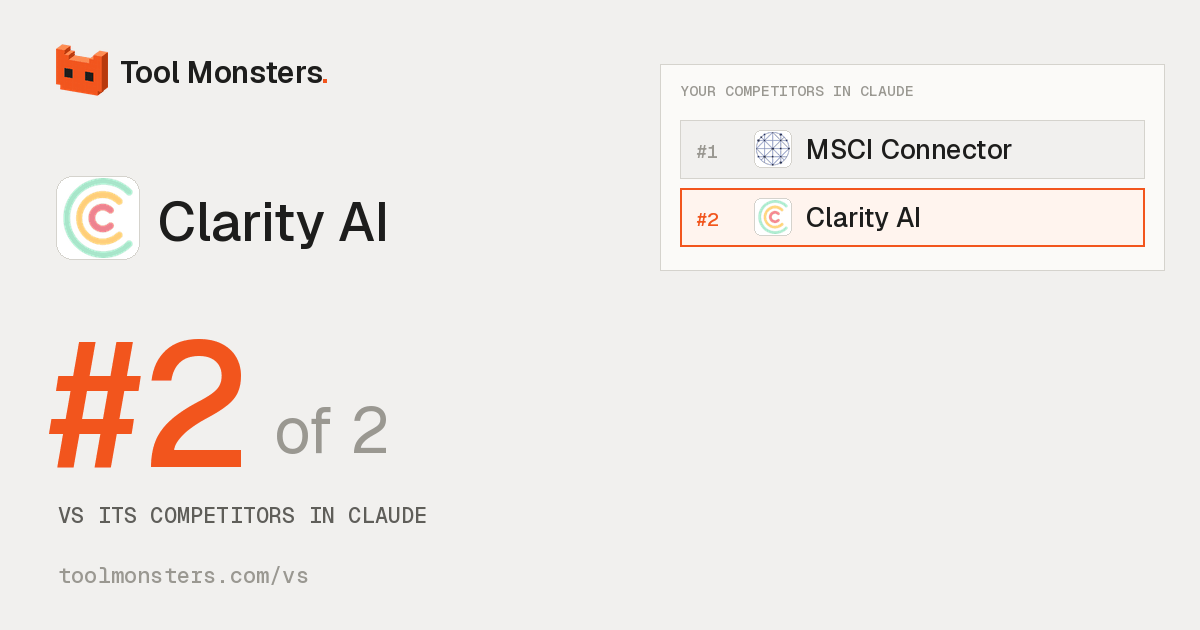 Tool Monsters.
Clarity AI
#2 of 2
VS ITS COMPETITORS IN CLAUDE
toolmonsters.com/vs
YOUR COMPETITORS IN CLAUDE
#1 MSCI Connector
#2 Clarity AI